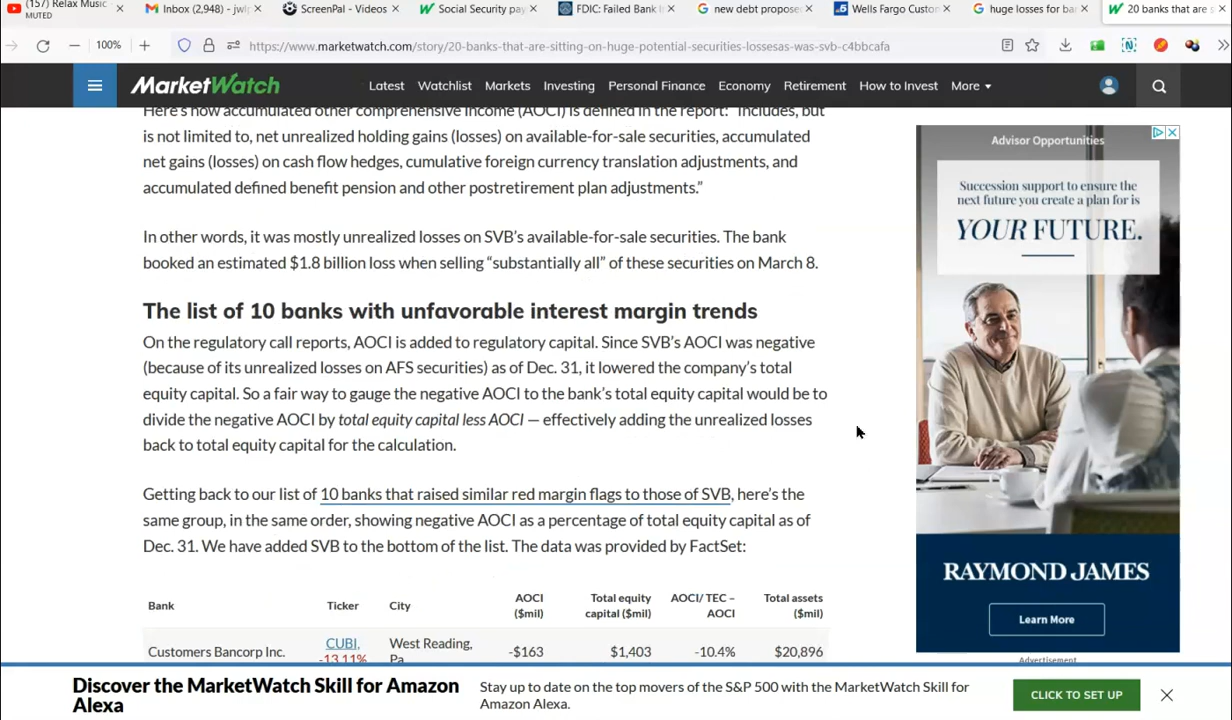 (157) Relax Music
MUTED
Inbox (2,948) - jwip
ScreenPal - Videos
Social Security pay
FDIC: Failed Bank
new debt propose
Wells Fargo Custom
huge losses for ba
20 banks that are s
100%
https://www.marketwatch.com/story/20-banks-that-are-sitting-on-huge-potential-securities-lossesas-was-svb-c4bbcafa
MarketWatch
Latest Watchlist Markets Investing Personal Finance Economy Retirement How to Invest More
Here's how accumulated other comprehensive income (AOCI) is defined in the report: "Includes, but
is not limited to, net unrealized holding gains (losses) on available-for-sale securities, accumulated
net gains (losses) on cash flow hedges, cumulative foreign currency translation adjustments, and
accumulated defined benefit pension and other postretirement plan adjustments."
In other words, it was mostly unrealized losses on SVB's available-for-sale securities. The bank
booked an estimated $1.8 billion loss when selling "substantially all" of these securities on March 8.
The list of 10 banks with unfavorable interest margin trends
On the regulatory call reports, AOCI is added to regulatory capital. Since SVB's AOCI was negative
(because of its unrealized losses on AFS securities) as of Dec. 31, it lowered the company's total
equity capital. So a fair way to gauge the negative AOCI to the bank's total equity capital would be to
divide the negative AOCI by total equity capital less AOCI — effectively adding the unrealized losses
back to total equity capital for the calculation.
Getting back to our list of 10 banks that raised similar red margin flags to those of SVB, here's the
same group, in the same order, showing negative AOCI as a percentage of total equity capital as of
Dec. 31. We have added SVB to the bottom of the list. The data was provided by FactSet:
Bank Ticker City AOCI ($mil) Total equity capital ($mil) AOCI/ TEC – AOCI Total assets ($mil)
Customers Bancorp Inc. CUBI, -13.11% West Reading, Pa -$163 $1,403 -10.4% $20,896
Advisor Opportunities
Succession support to ensure the
next future you create a plan for is
YOUR FUTURE.
RAYMOND JAMES
Learn More
Advertisement
Discover the MarketWatch Skill for Amazon
Alexa
Stay up to date on the top movers of the S&P 500 with the MarketWatch Skill for
Amazon Alexa.
CLICK TO SET UP